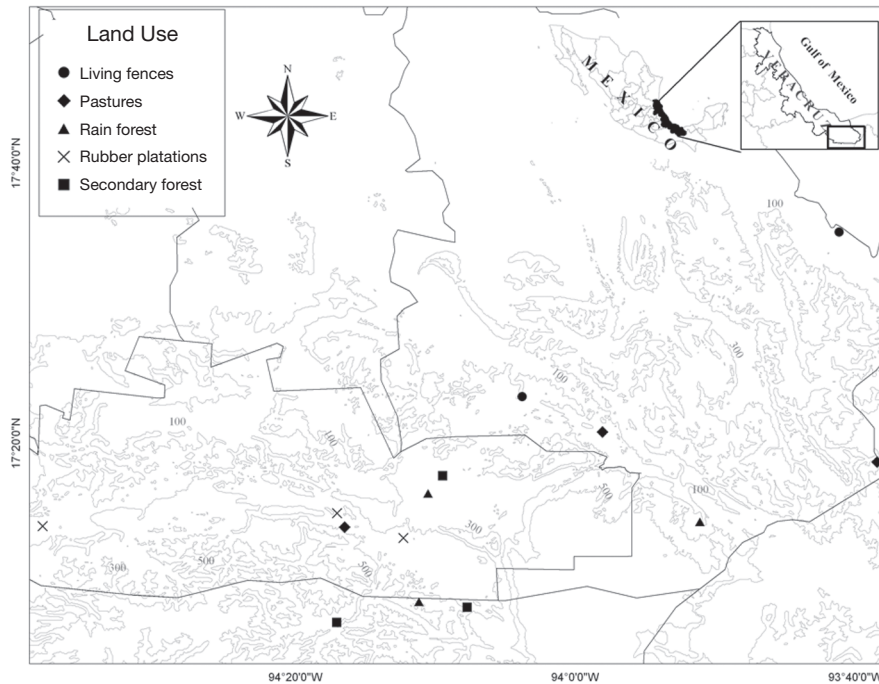 Land Use
Living fences
Pastures
Rain forest
Rubber platations
Secondary forest
N
W E
S
MEXICO
VERACRUZ
Gulf of Mexico
17°40'0"N
17°20'0"N
100
100
300
100
100
500
100
300
300
500
500
94°20'0"W 94°0'0"W 93°40'0"W